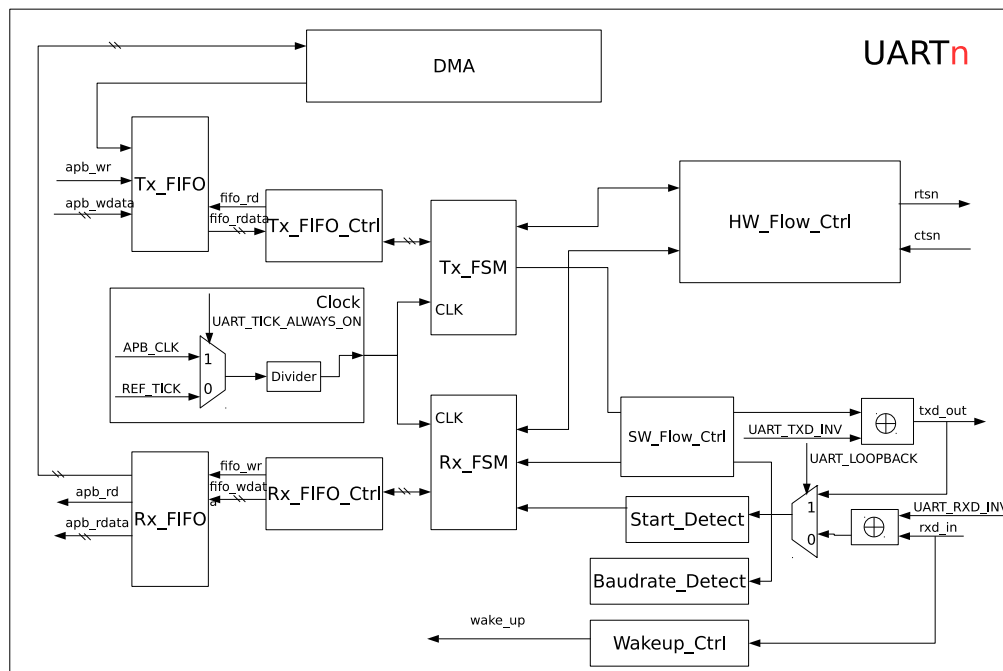 UARTn
DMA
apb_wr
Tx_FIFO
apb_wdata
fifo_rd
fifo_rdata
Tx_FIFO_Ctrl
Tx_FSM
CLK
HW_Flow_Ctrl
rtsn
ctsn
Clock
UART_TICK_ALWAYS_ON
APB_CLK
1
REF_TICK
0
Divider
CLK
Rx_FSM
SW_Flow_Ctrl
UART_TXD_INV
txd_out
UART_LOOPBACK
fifo_wr
fifo_wdat
a
Rx_FIFO_Ctrl
apb_rd
Rx_FIFO
apb_rdata
Start_Detect
1
0
UART_RXD_INV
rxd_in
Baudrate_Detect
wake_up
Wakeup_Ctrl